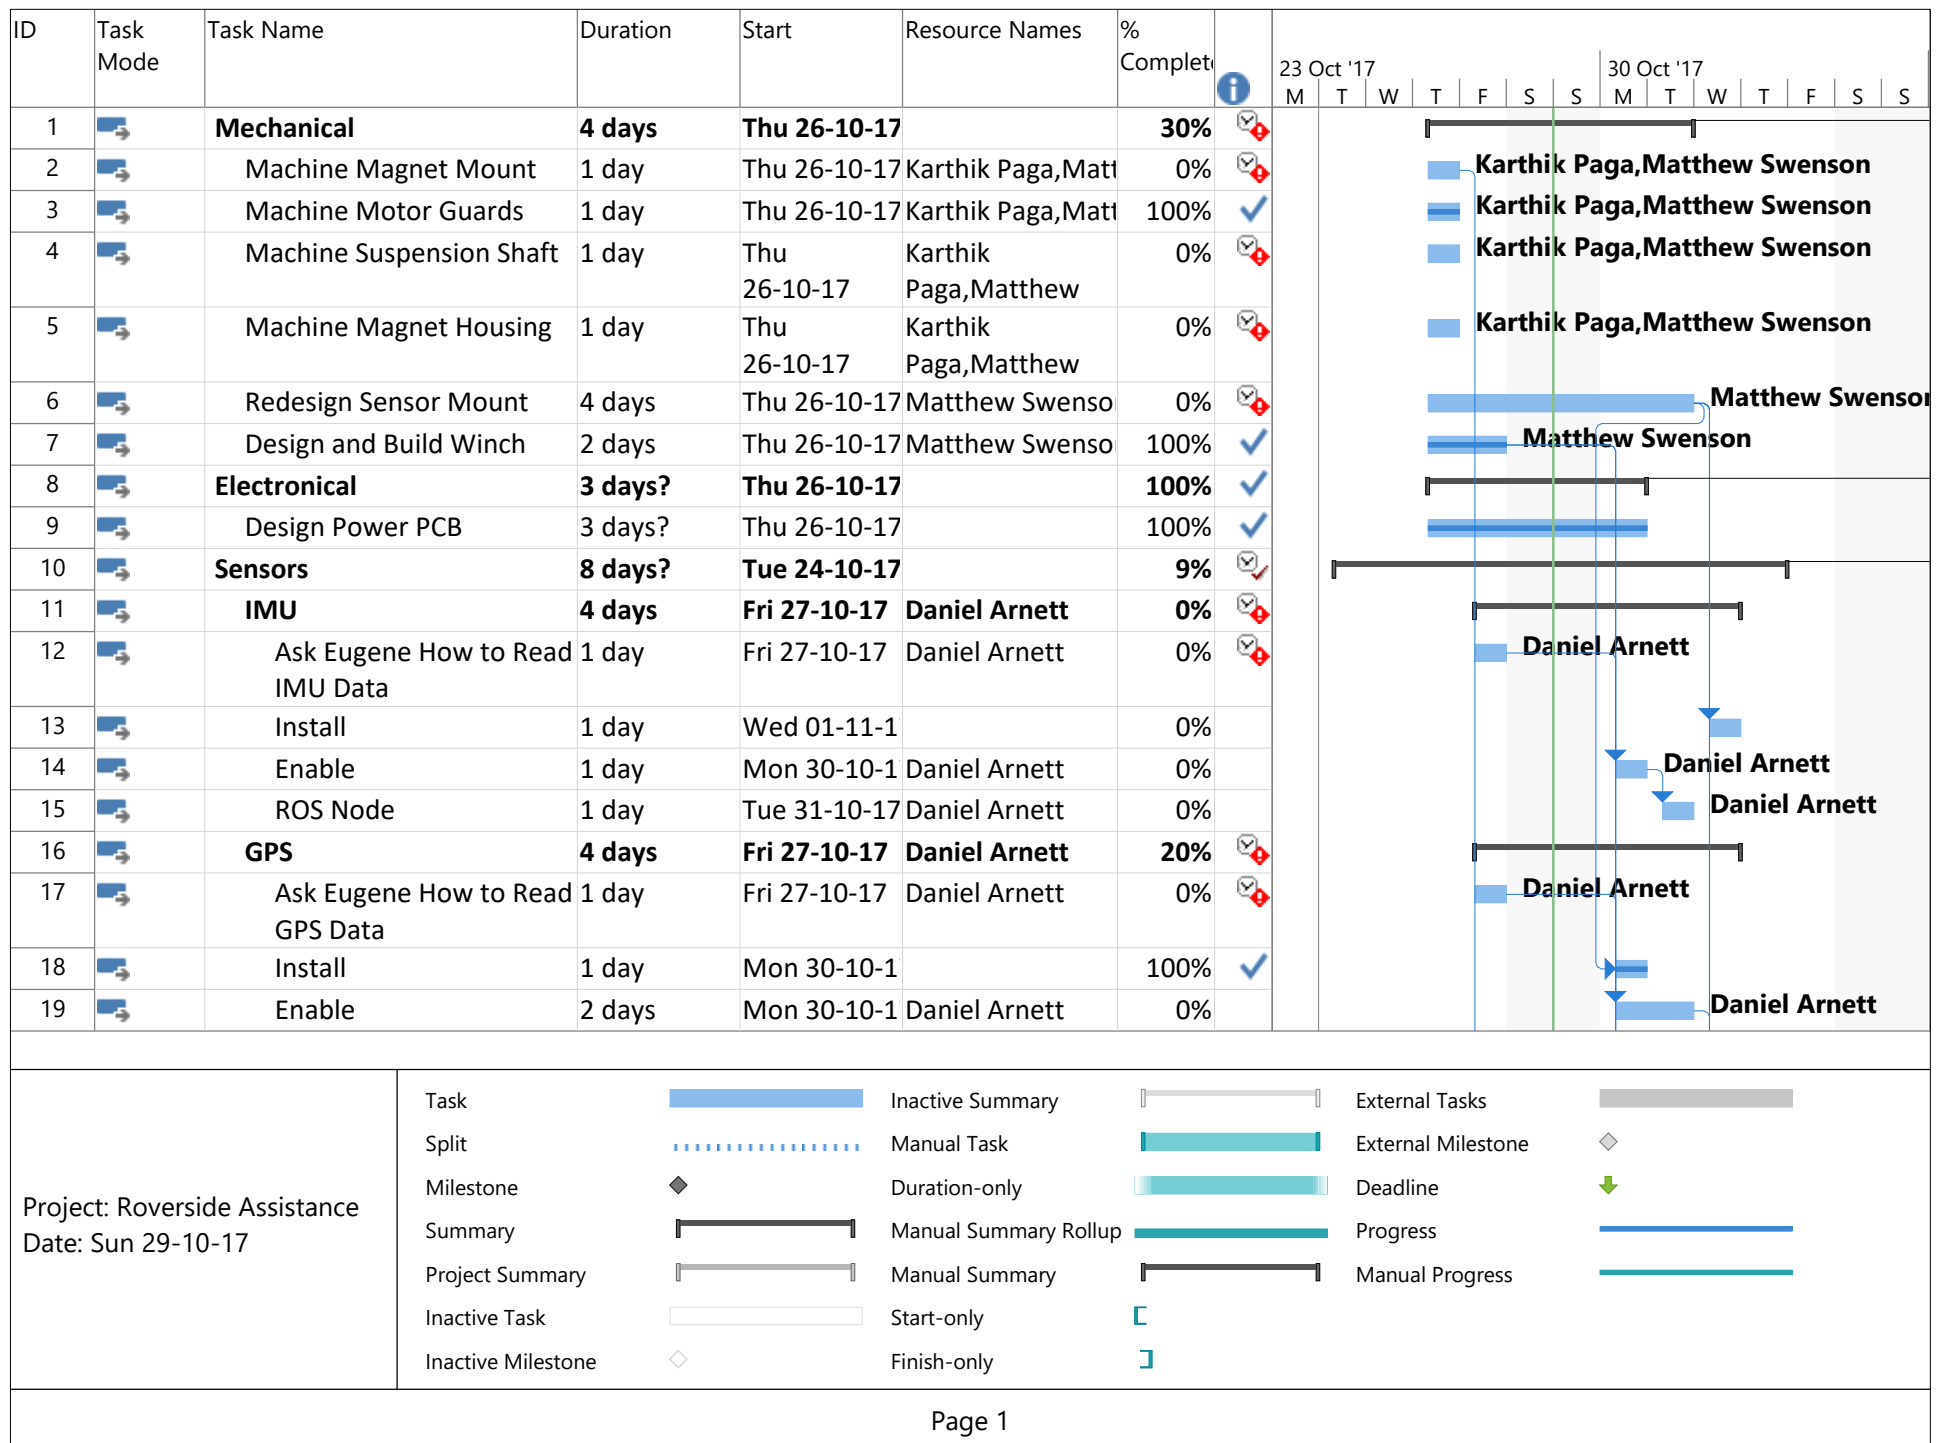 ID Task Mode Task Name Duration Start Resource Names % Complete
23 Oct '17 30 Oct '17
M T W T F S S M T W T F S S
1 Mechanical 4 days Thu 26-10-17 30%
2 Machine Magnet Mount 1 day Thu 26-10-17 Karthik Paga,Matt 0% Karthik Paga,Matthew Swenson
3 Machine Motor Guards 1 day Thu 26-10-17 Karthik Paga,Matt 100% Karthik Paga,Matthew Swenson
4 Machine Suspension Shaft 1 day Thu 26-10-17 Karthik Paga,Matthew 0% Karthik Paga,Matthew Swenson
5 Machine Magnet Housing 1 day Thu 26-10-17 Karthik Paga,Matthew 0% Karthik Paga,Matthew Swenson
6 Redesign Sensor Mount 4 days Thu 26-10-17 Matthew Swenso 0% Matthew Swenson
7 Design and Build Winch 2 days Thu 26-10-17 Matthew Swenso 100% Matthew Swenson
8 Electronical 3 days? Thu 26-10-17 100%
9 Design Power PCB 3 days? Thu 26-10-17 100%
10 Sensors 8 days? Tue 24-10-17 9%
11 IMU 4 days Fri 27-10-17 Daniel Arnett 0%
12 Ask Eugene How to Read IMU Data 1 day Fri 27-10-17 Daniel Arnett 0% Daniel Arnett
13 Install 1 day Wed 01-11-1 0%
14 Enable 1 day Mon 30-10-1 Daniel Arnett 0% Daniel Arnett
15 ROS Node 1 day Tue 31-10-17 Daniel Arnett 0% Daniel Arnett
16 GPS 4 days Fri 27-10-17 Daniel Arnett 20%
17 Ask Eugene How to Read GPS Data 1 day Fri 27-10-17 Daniel Arnett 0% Daniel Arnett
18 Install 1 day Mon 30-10-1 100%
19 Enable 2 days Mon 30-10-1 Daniel Arnett 0% Daniel Arnett
Project: Roverside Assistance
Date: Sun 29-10-17
Task
Split
Milestone
Summary
Project Summary
Inactive Task
Inactive Milestone
Inactive Summary
Manual Task
Duration-only
Manual Summary Rollup
Manual Summary
Start-only
Finish-only
External Tasks
External Milestone
Deadline
Progress
Manual Progress
Page 1